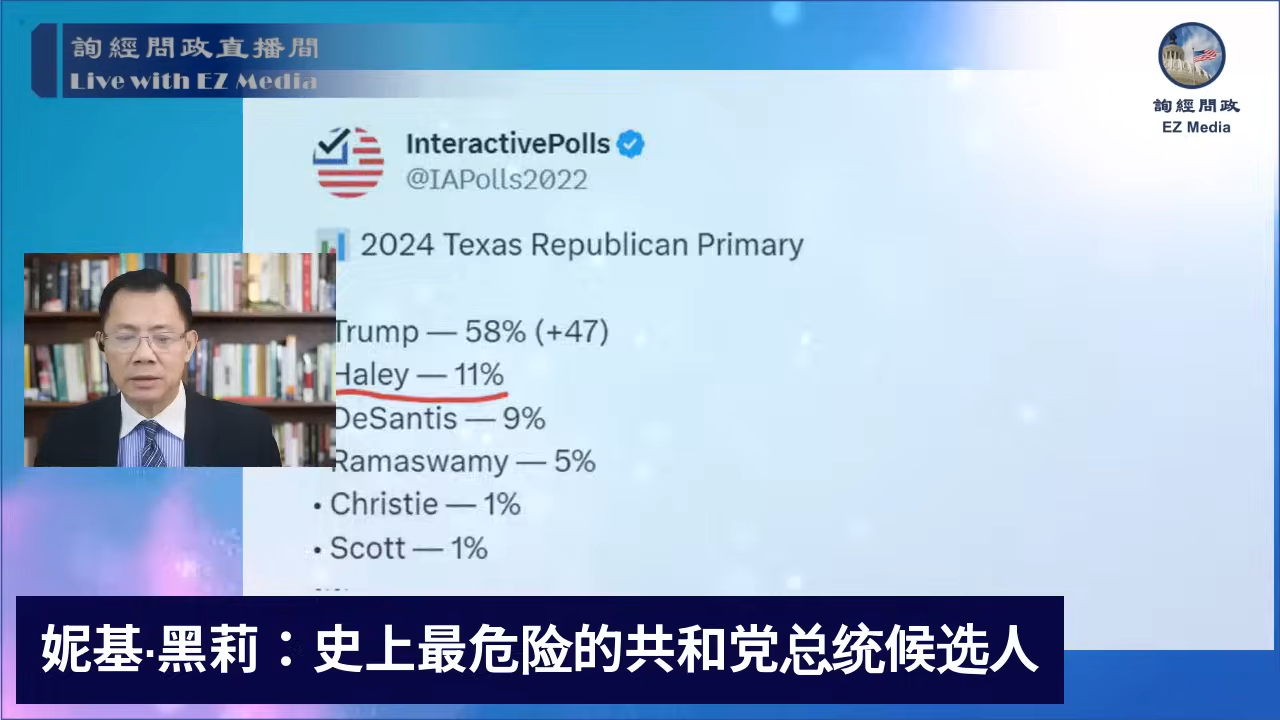 詢經問政直播間
Live with EZ Media
詢經問政
EZ Media
InteractivePolls
@IAPolls2022
2024 Texas Republican Primary
Trump — 58% (+47)
Haley — 11%
DeSantis — 9%
Ramaswamy — 5%
• Christie — 1%
• Scott — 1%
妮基·黑莉：史上最危险的共和党总统候选人